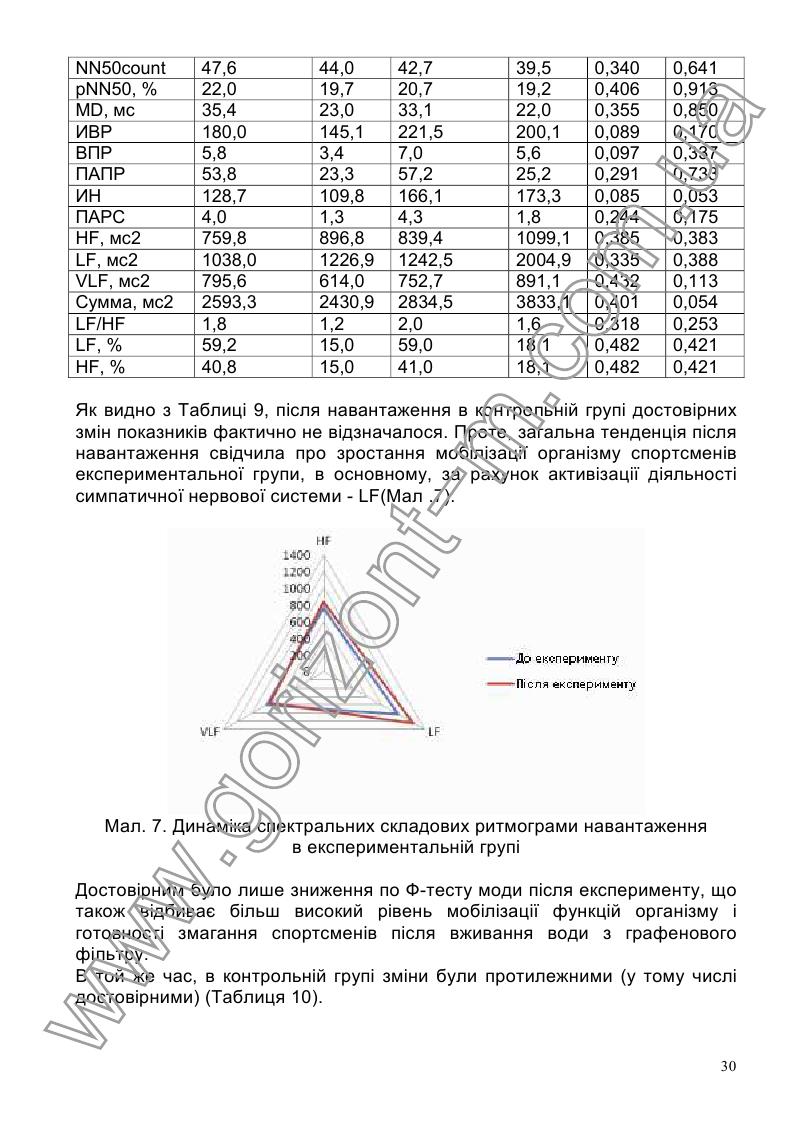 NN50count 47,6 44,0 42,7 39,5 0,340 0,641
pNN50, % 22,0 19,7 20,7 19,2 0,406 0,913
MD, мс 35,4 23,0 33,1 22,0 0,355 0,850
ИВР 180,0 145,1 221,5 200,1 0,089 0,170
ВПР 5,8 3,4 7,0 5,6 0,097 0,337
ПАПР 53,8 23,3 57,2 25,2 0,291 0,738
ИН 128,7 109,8 166,1 173,3 0,085 0,053
ПАРС 4,0 1,3 4,3 1,8 0,244 0,175
HF, мс2 759,8 896,8 839,4 1099,1 0,385 0,383
LF, мс2 1038,0 1226,9 1242,5 2004,9 0,335 0,388
VLF, мс2 795,6 614,0 752,7 891,1 0,432 0,113
Сумма, мс2 2593,3 2430,9 2834,5 3833,1 0,401 0,054
LF/HF 1,8 1,2 2,0 1,6 0,318 0,253
LF, % 59,2 15,0 59,0 18,1 0,482 0,421
HF, % 40,8 15,0 41,0 18,1 0,482 0,421
Як видно з Таблиці 9, після навантаження в контрольній групі достовірних
змін показників фактично не відзначалося. Проте, загальна тенденція після
навантаження свідчила про зростання мобілізації організму спортсменів
експериментальної групи, в основному, за рахунок активізації діяльності
симпатичної нервової системи - LF(Мал .7).
HF
1400
1200
1000
800
600
400
200
0
VLF
LF
До експерименту
Після експерименту
Мал. 7. Динаміка спектральних складових ритмограми навантаження
в експериментальній групі
Достовірним було лише зниження по Ф-тесту моди після експерименту, що
також відбиває більш високий рівень мобілізації функцій організму і
готовності змагання спортсменів після вживання води з графенового
фільтру.
В той же час, в контрольній групі зміни були протилежними (у тому числі
достовірними) (Таблиця 10).
30
www.gorizont-m.com.ua